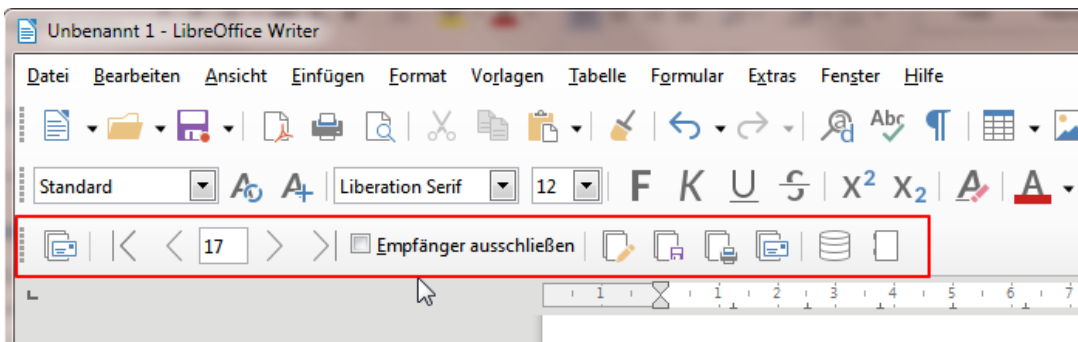 Unbenannt 1 - LibreOffice Writer
Datei Bearbeiten Ansicht Einfügen Format Vorlagen Tabelle Formular Extras Fenster Hilfe
Abc
Standard Liberation Serif 12 F K U S X² X₂ A A
17 Empfänger ausschließen
1 1 2 3 4 5 6 7